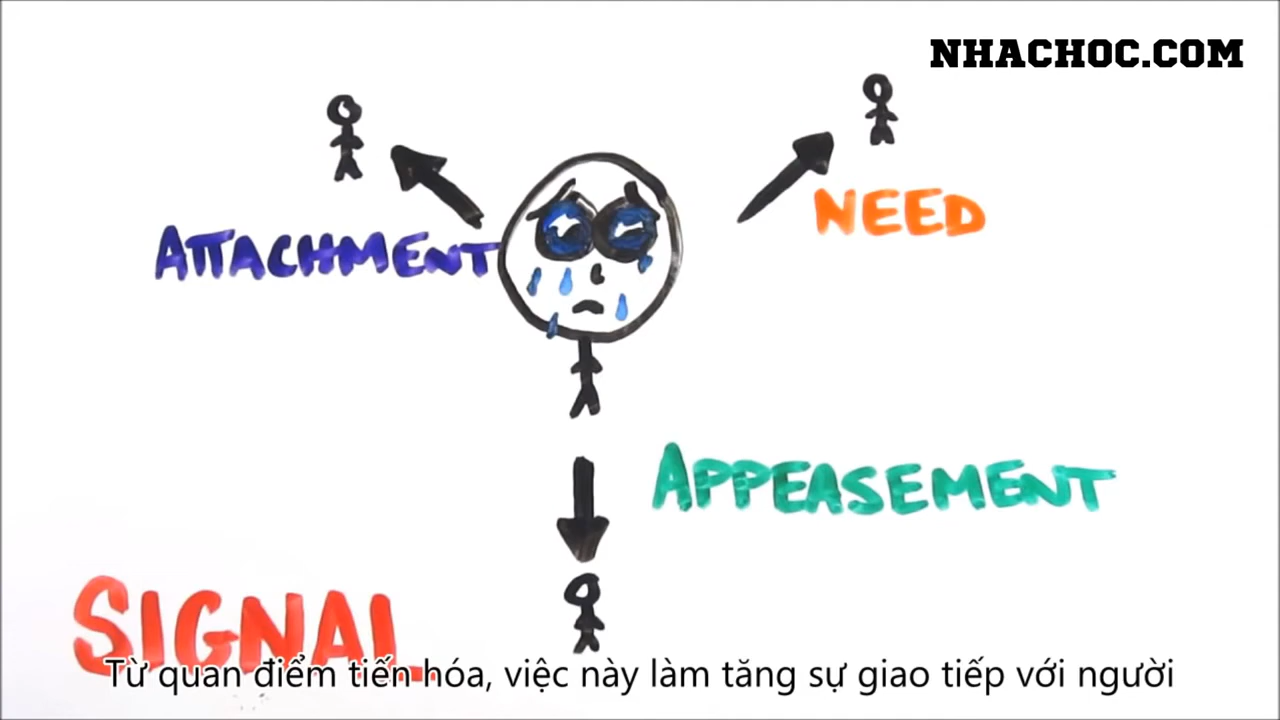 NHACHOC.COM
NEED
ATTACHMENT
APPEASEMENT
SIGNAL
Từ quan điểm tiến hóa, việc này làm tăng sự giao tiếp với người